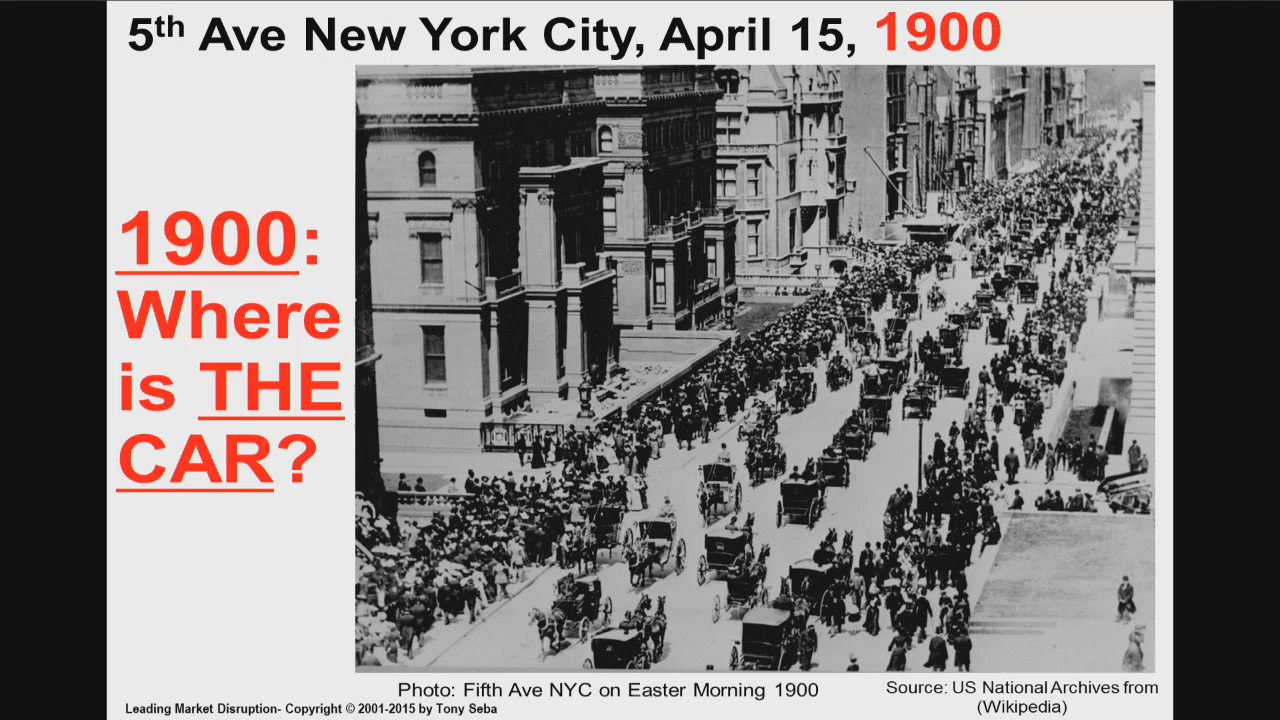 5th Ave New York City, April 15, 1900
1900:
Where
is THE
CAR?
Photo: Fifth Ave NYC on Easter Morning 1900
Source: US National Archives from
(Wikipedia)
Leading Market Disruption- Copyright © 2001-2015 by Tony Seba